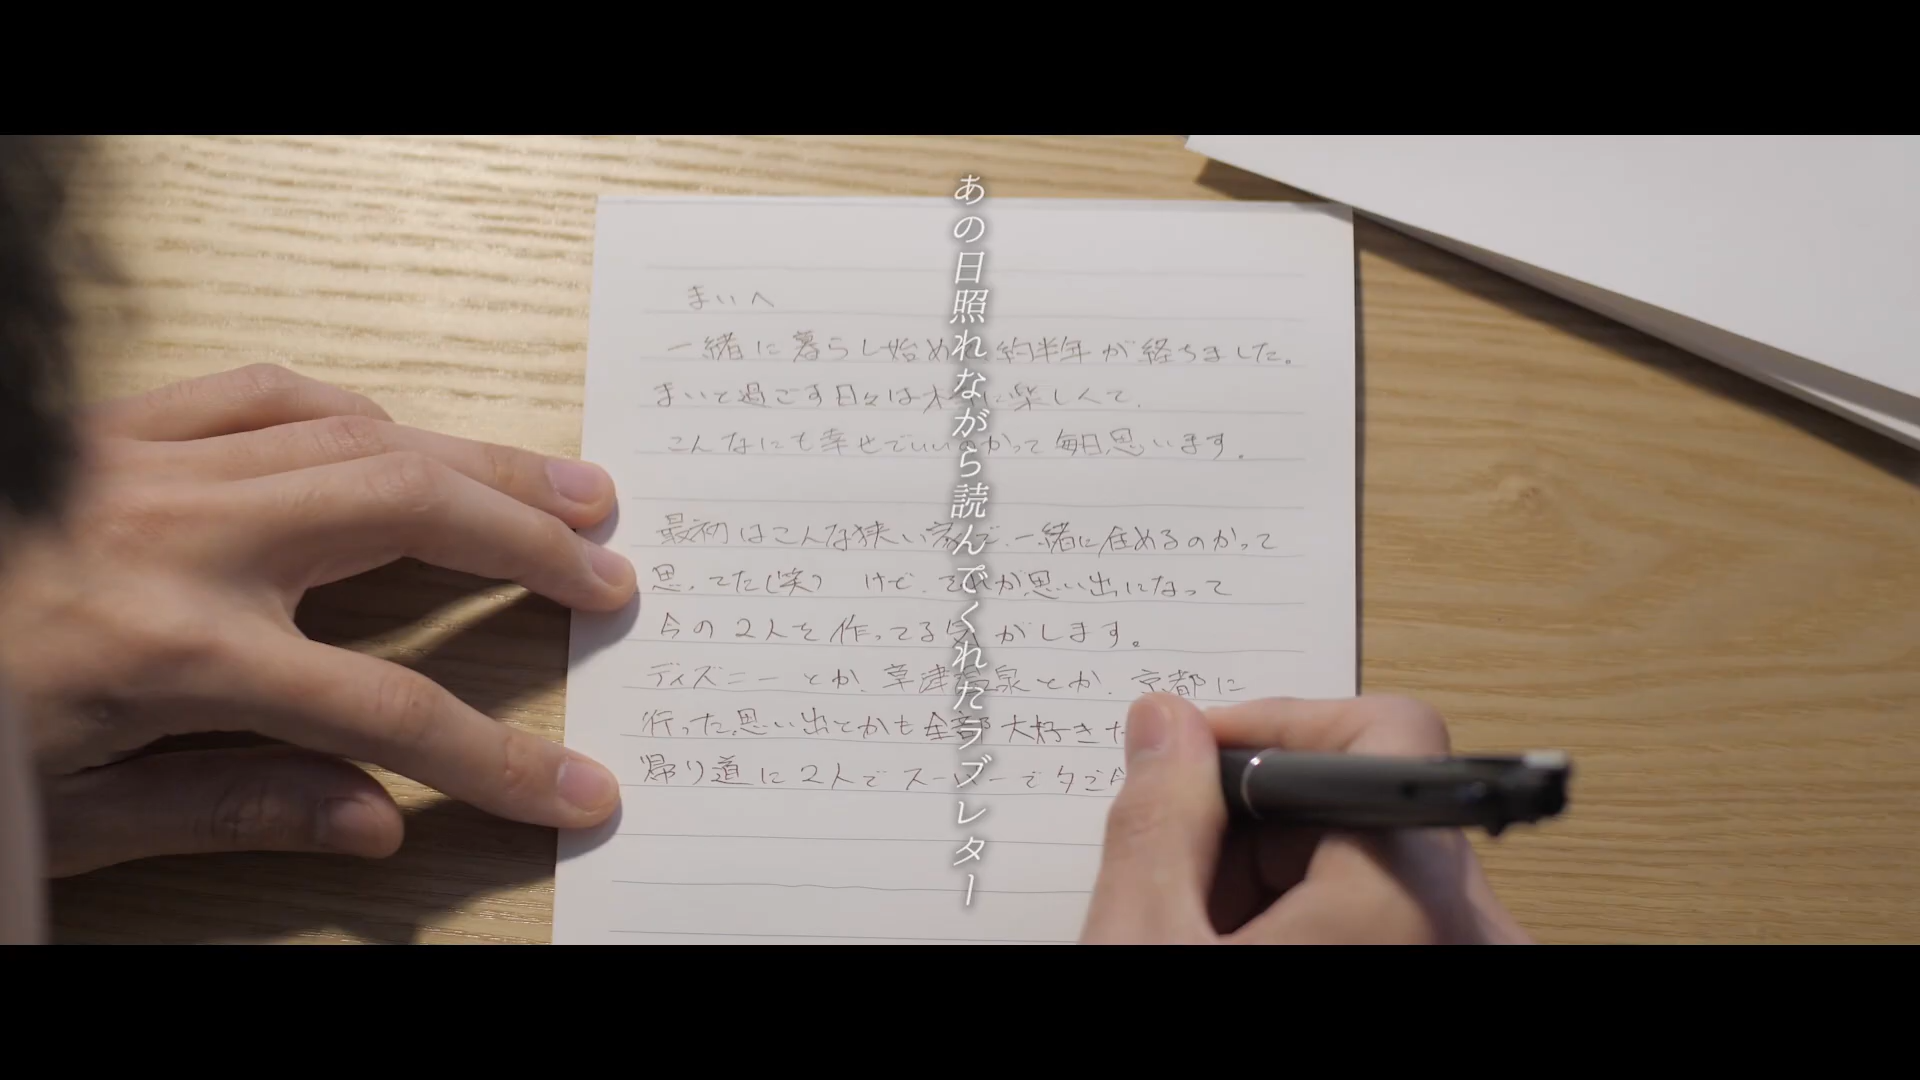 あの日照れながら読んでくれたラブレター
まいへ
一緒に暮らし始め 約半年が経ちました。
まいと過ごす日々は本 に楽しくて、
こんなにも幸せでいいのかって毎日思います。
最初はこんな狭い家で、一緒に住めるのかって
思ってた(笑) けど、それが思い出になって
今の2人を作ってる気がします。
ディズニーとか、草津温泉とか、京都に
行った思い出とかも全部大好き
帰り道に2人でスーパーで夕ご